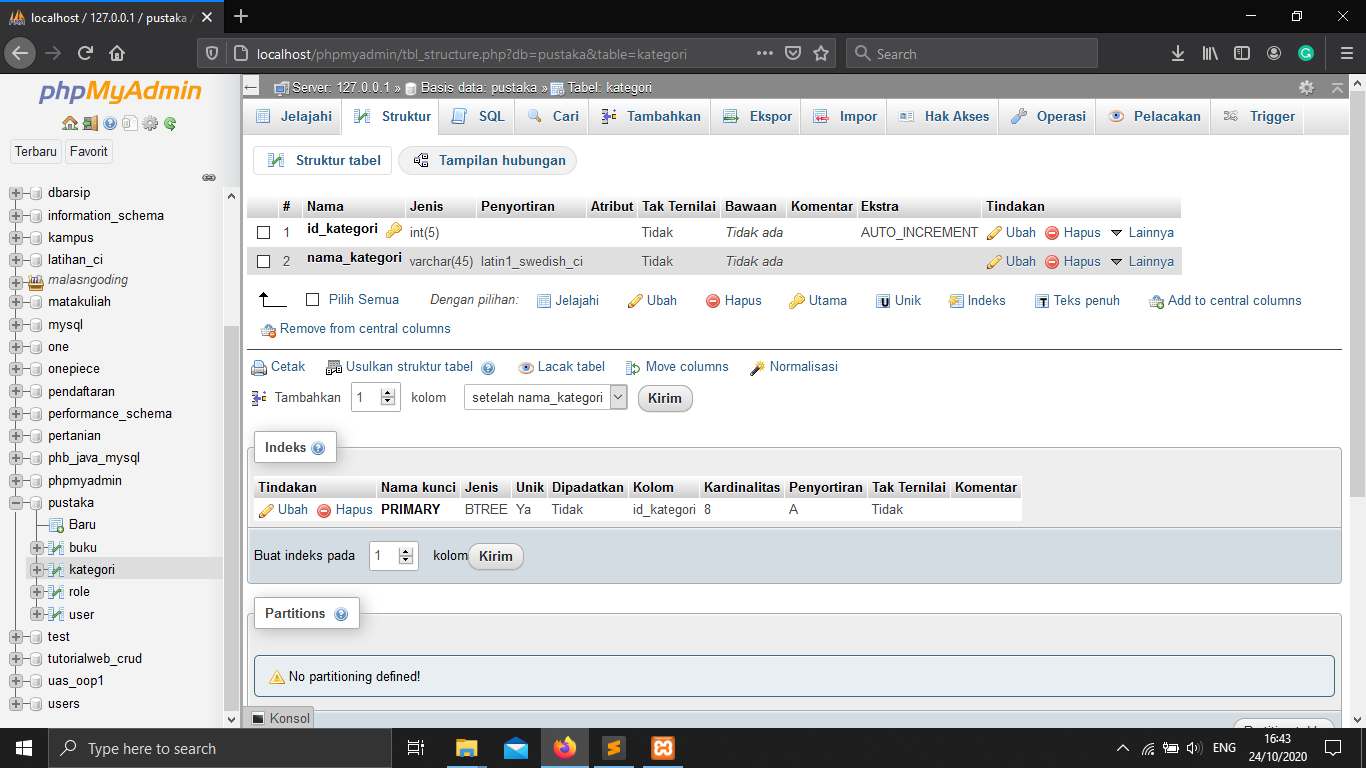 localhost / 127.0.0.1 / pustaka /
localhost/phpmyadmin/tbl_structure.php?db=pustaka&table=kategori
Search
phpMyAdmin
Terbaru
Favorit
dbarsip
information_schema
kampus
latihan_ci
malasngoding
matakuliah
mysql
one
onepiece
pendaftaran
performance_schema
pertanian
phb_java_mysql
phpmyadmin
pustaka
Baru
buku
kategori
role
user
test
tutorialweb_crud
uas_oop1
users
Server: 127.0.0.1 » Basis data: pustaka » Tabel: kategori
Jelajahi Struktur SQL Cari Tambahkan Ekspor Impor Hak Akses Operasi Pelacakan Trigger
Struktur tabel Tampilan hubungan
# Nama Jenis Penyortiran Atribut Tak Ternilai Bawaan Komentar Ekstra Tindakan
1 id_kategori int(5) Tidak Tidak ada AUTO_INCREMENT Ubah Hapus Lainnya
2 nama_kategori varchar(45) latin1_swedish_ci Tidak Tidak ada Ubah Hapus Lainnya
Pilih Semua Dengan pilihan: Jelajahi Ubah Hapus Utama Unik Indeks Teks penuh Add to central columns
Remove from central columns
Cetak Usulkan struktur tabel Lacak tabel Move columns Normalisasi
Tambahkan 1 kolom setelah nama_kategori Kirim
Indeks
Tindakan Nama kunci Jenis Unik Dipadatkan Kolom Kardinalitas Penyortiran Tak Ternilai Komentar
Ubah Hapus PRIMARY BTREE Ya Tidak id_kategori 8 A Tidak
Buat indeks pada 1 kolom Kirim
Partitions
No partitioning defined!
Konsol
Type here to search
ENG
16:43
24/10/2020